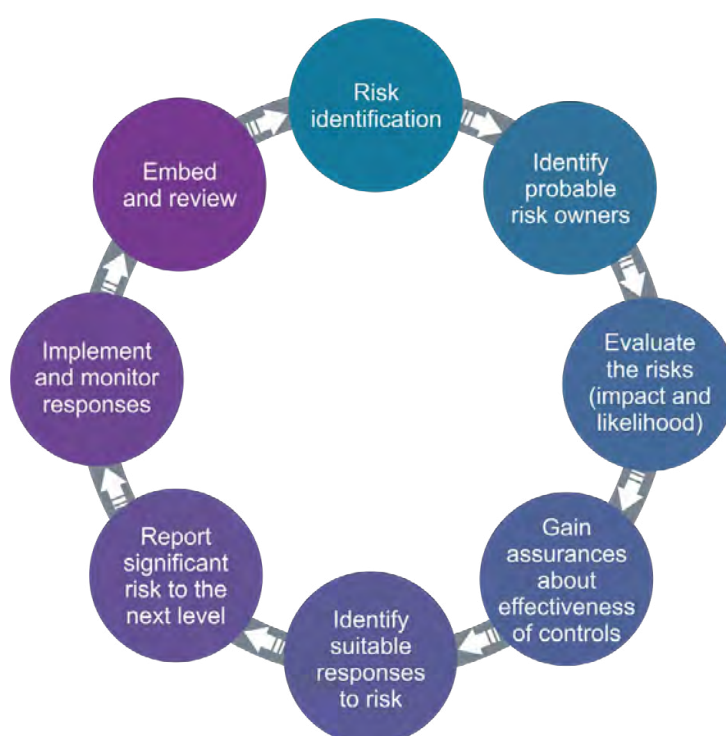 Risk
identification
Identify
probable
risk owners
Evaluate
the risks
(impact and
likelihood)
Gain
assurances
about
effectiveness
of controls
Identify
suitable
responses
to risk
Report
significant
risk to the
next level
Implement
and monitor
responses
Embed
and review